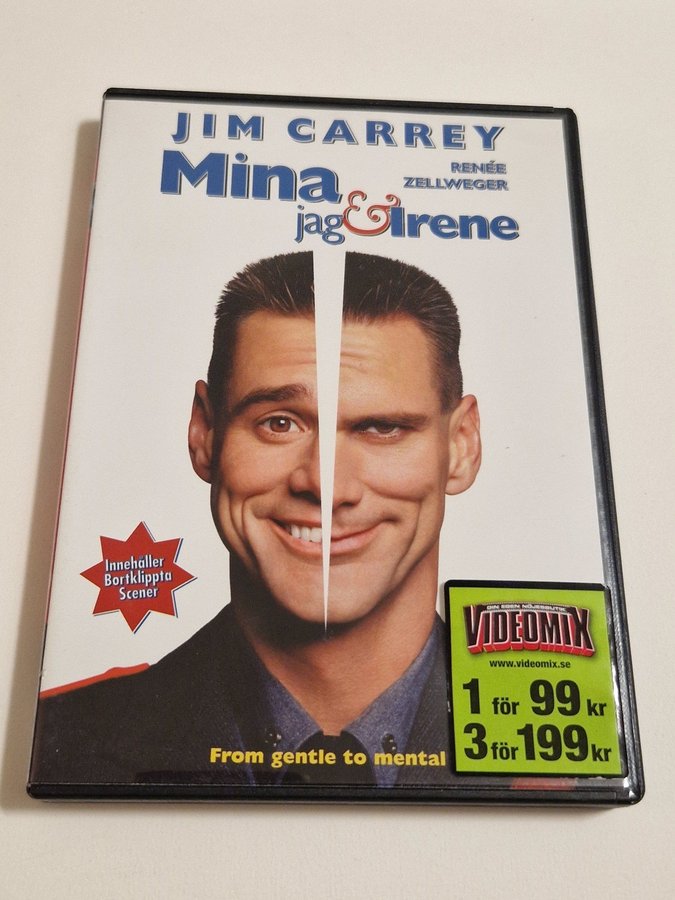 JIM CARREY
RENÉE
ZELLWEGER
Mina
jag & Irene
Innehåller
Bortklippta
Scener
DIN EGEN NÖJESBUTIK
VIDEOMIX
www.videomix.se
1 för 99 kr
3 för 199 kr
From gentle to mental